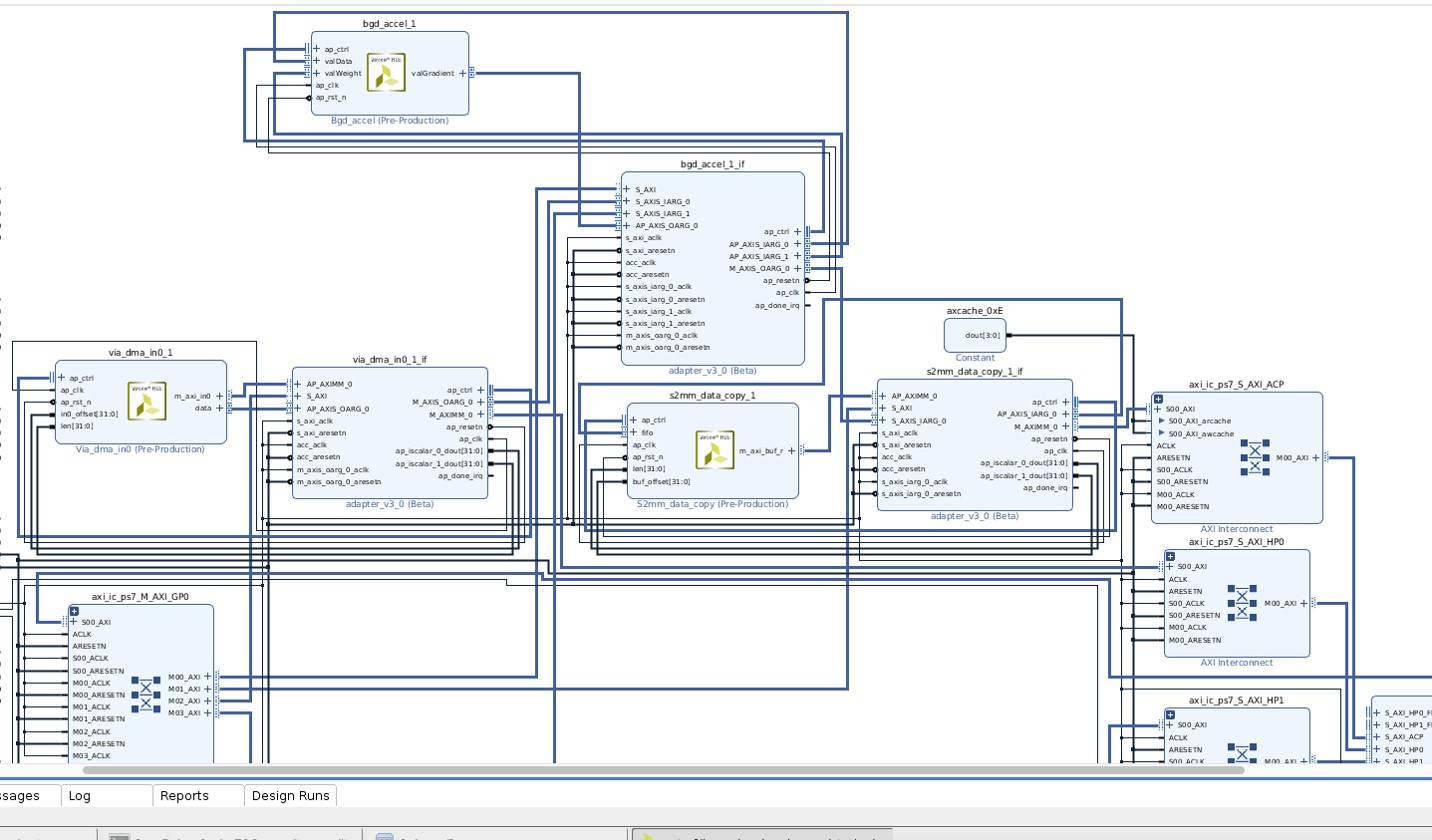 bgd_accel_1
ap_ctrl
valData
valWeight
ap_clk
ap_rst_n
valGradient
Bgd_accel (Pre-Production)
bgd_accel_1_if
S_AXI
S_AXIS_IARG_0
S_AXIS_IARG_1
AP_AXIS_OARG_0
s_axi_aclk
s_axi_aresetn
acc_aclk
acc_aresetn
s_axis_iarg_0_aclk
s_axis_iarg_0_aresetn
s_axis_iarg_1_aclk
s_axis_iarg_1_aresetn
m_axis_oarg_0_aclk
m_axis_oarg_0_aresetn
ap_ctrl
AP_AXIS_IARG_0
AP_AXIS_IARG_1
M_AXIS_OARG_0
ap_resetn
ap_clk
ap_done_irq
adapter_v3_0 (Beta)
axcache_0xE
dout[3:0]
Constant
via_dma_in0_1
ap_ctrl
ap_clk
ap_rst_n
in0_offset[31:0]
len[31:0]
m_axi_in0
data
Via_dma_in0 (Pre-Production)
via_dma_in0_1_if
AP_AXIMM_0
S_AXI
AP_AXIS_OARG_0
s_axi_aclk
s_axi_aresetn
acc_aclk
acc_aresetn
m_axis_oarg_0_aclk
m_axis_oarg_0_aresetn
ap_ctrl
M_AXIS_OARG_0
M_AXIMM_0
ap_resetn
ap_clk
ap_iscalar_0_dout[31:0]
ap_iscalar_1_dout[31:0]
ap_done_irq
adapter_v3_0 (Beta)
s2mm_data_copy_1
ap_ctrl
fifo
ap_clk
ap_rst_n
len[31:0]
buf_offset[31:0]
m_axi_buf_r
S2mm_data_copy (Pre-Production)
s2mm_data_copy_1_if
AP_AXIMM_0
S_AXI
S_AXIS_IARG_0
s_axi_aclk
s_axi_aresetn
acc_aclk
acc_aresetn
s_axis_iarg_0_aclk
s_axis_iarg_0_aresetn
ap_ctrl
AP_AXIS_IARG_0
M_AXIMM_0
ap_resetn
ap_clk
ap_iscalar_0_dout[31:0]
ap_iscalar_1_dout[31:0]
ap_done_irq
adapter_v3_0 (Beta)
axi_ic_ps7_S_AXI_ACP
S00_AXI
S00_AXI_arcache
S00_AXI_awcache
ACLK
ARESETN
S00_ACLK
S00_ARESETN
M00_ACLK
M00_ARESETN
M00_AXI
AXI Interconnect
axi_ic_ps7_S_AXI_HP0
S00_AXI
ACLK
ARESETN
S00_ACLK
S00_ARESETN
M00_ACLK
M00_ARESETN
M00_AXI
AXI Interconnect
axi_ic_ps7_M_AXI_GP0
S00_AXI
ACLK
ARESETN
S00_ACLK
S00_ARESETN
M00_ACLK
M00_ARESETN
M01_ACLK
M01_ARESETN
M02_ACLK
M02_ARESETN
M03_ACLK
M00_AXI
M01_AXI
M02_AXI
M03_AXI
axi_ic_ps7_S_AXI_HP1
S00_AXI
ACLK
ARESETN
S00_ACLK
M00_AXI
S_AXI_HP0_F
S_AXI_HP1_F
S_AXI_ACP
S_AXI_HP0
S_AXI_HP1
ssages
Log
Reports
Design Runs